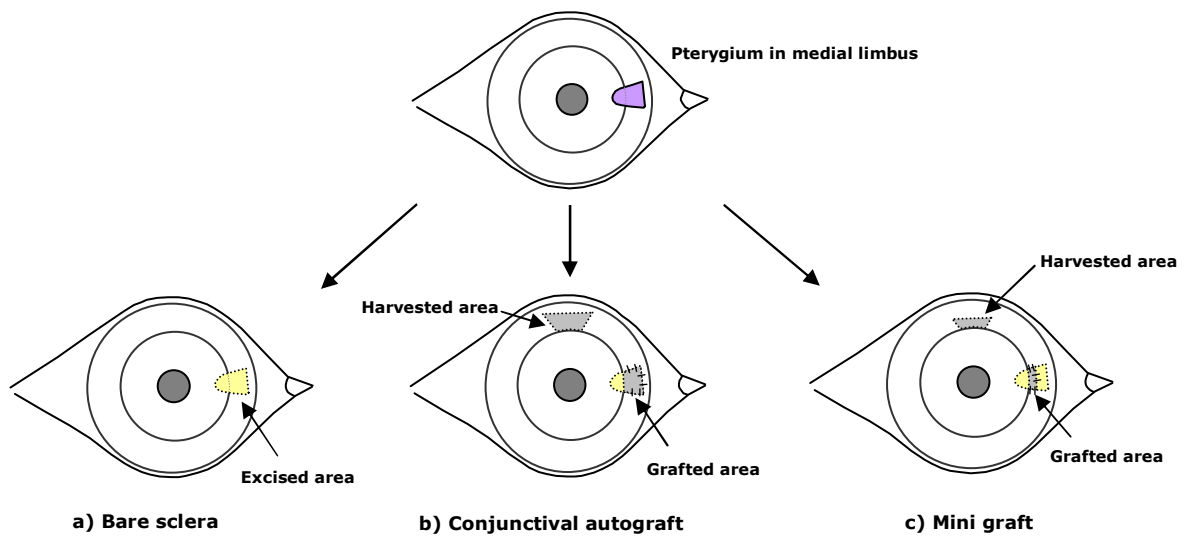 Pterygium in medial limbus
Harvested area
Harvested area
Excised area
Grafted area
Grafted area
a) Bare sclera
b) Conjunctival autograft
c) Mini graft